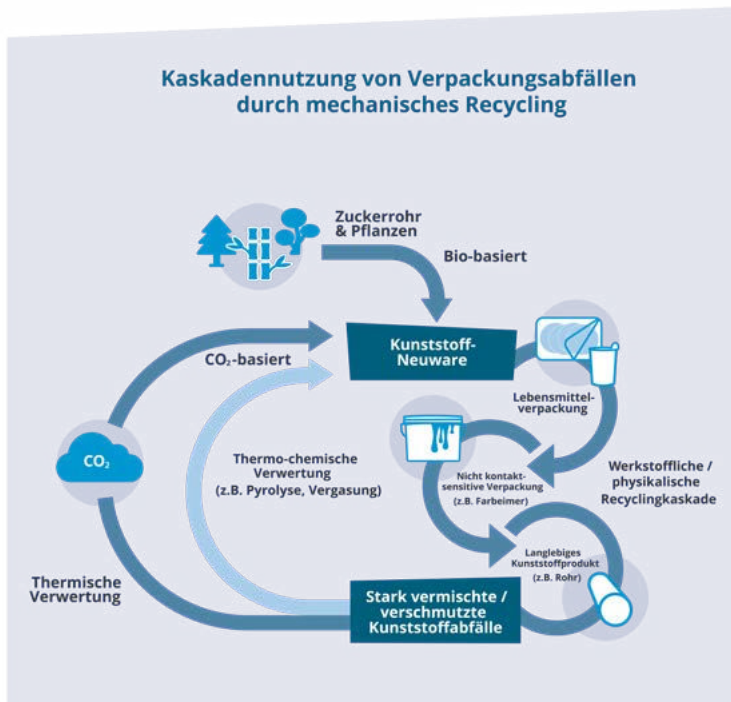 Kaskadennutzung von Verpackungsabfällen
durch mechanisches Recycling
Zuckerrohr
& Pflanzen
Bio-basiert
Kunststoff-
Neuware
CO₂-basiert
Lebensmittel-
verpackung
CO₂
Thermo-chemische
Verwertung
(z.B. Pyrolyse, Vergasung)
Nicht kontakt-
sensitive Verpackung
(z.B. Farbeimer)
Werkstoffliche /
physikalische
Recyclingkaskade
Langlebiges
Kunststoffprodukt
(z.B. Rohr)
Thermische
Verwertung
Stark vermischte /
verschmutzte
Kunststoffabfälle